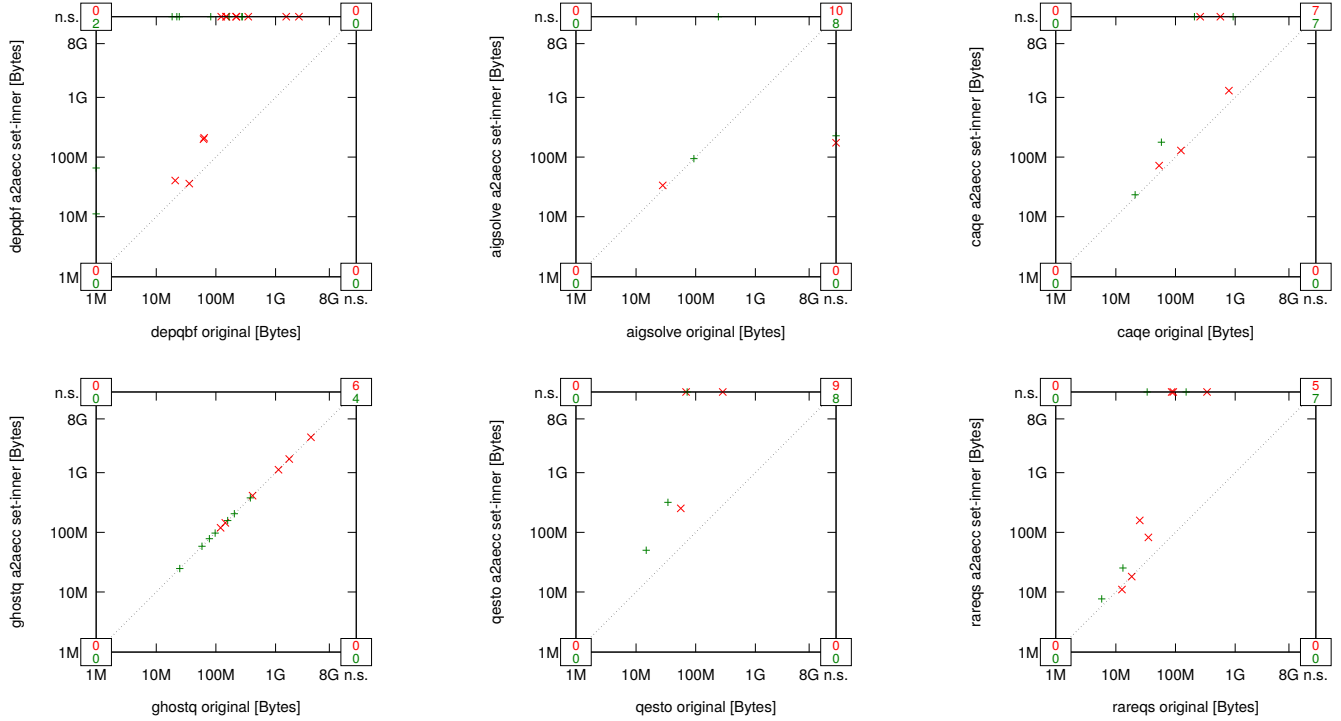 n.s. 0 0
2 0
8G
1G
100M
10M
1M 0 0
0 0
1M 10M 100M 1G 8G n.s.
depqbf a2aecc set-inner [Bytes]
depqbf original [Bytes]
n.s. 0 10
0 8
8G
1G
100M
10M
1M 0 0
0 0
1M 10M 100M 1G 8G n.s.
aigsolve a2aecc set-inner [Bytes]
aigsolve original [Bytes]
n.s. 0 7
0 7
8G
1G
100M
10M
1M 0 0
0 0
1M 10M 100M 1G 8G n.s.
caqe a2aecc set-inner [Bytes]
caqe original [Bytes]
n.s. 0 6
0 4
8G
1G
100M
10M
1M 0 0
0 0
1M 10M 100M 1G 8G n.s.
ghostq a2aecc set-inner [Bytes]
ghostq original [Bytes]
n.s. 0 9
0 8
8G
1G
100M
10M
1M 0 0
0 0
1M 10M 100M 1G 8G n.s.
qesto a2aecc set-inner [Bytes]
qesto original [Bytes]
n.s. 0 5
0 7
8G
1G
100M
10M
1M 0 0
0 0
1M 10M 100M 1G 8G n.s.
rareqs a2aecc set-inner [Bytes]
rareqs original [Bytes]